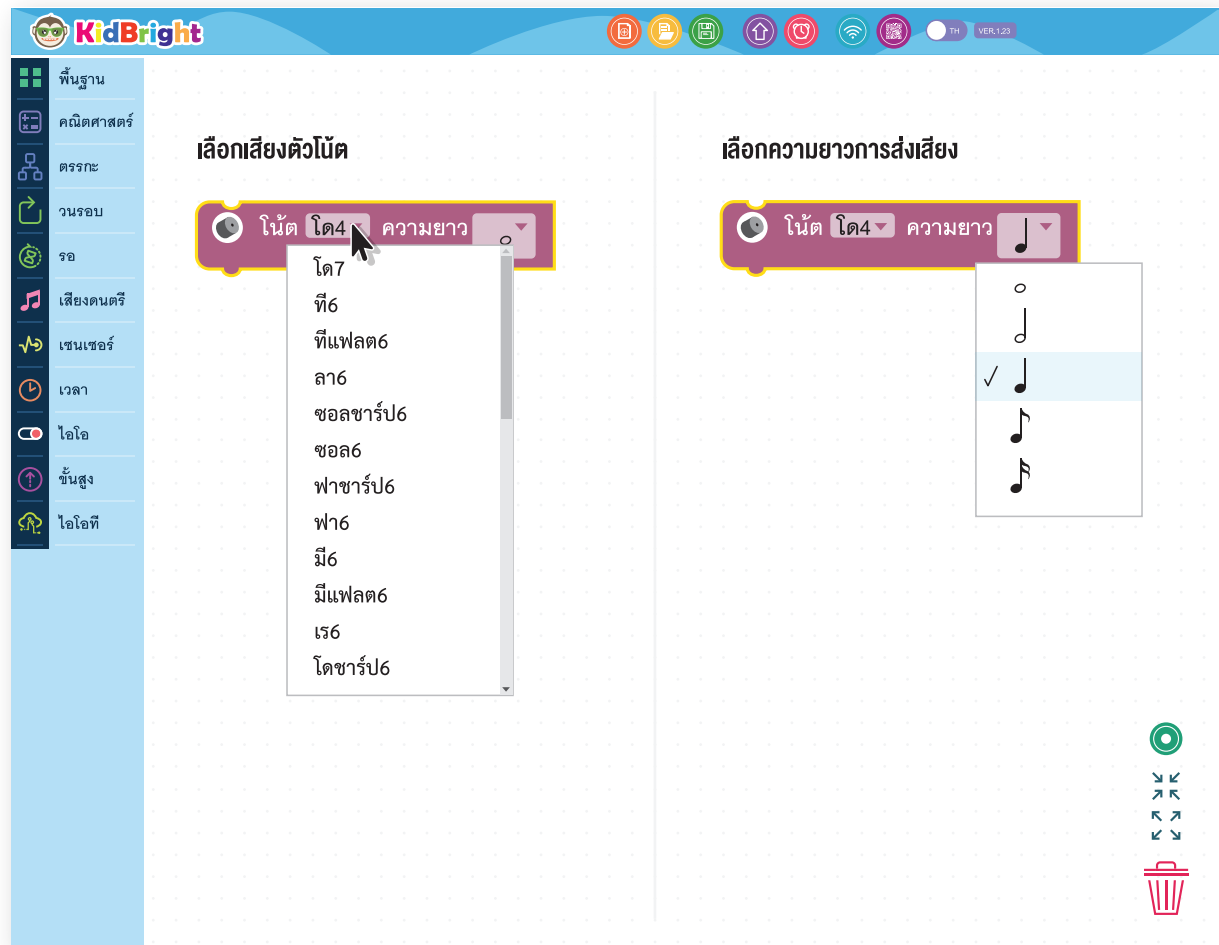 KidBright
TH
VER.1.23
พื้นฐาน
คณิตศาสตร์
ตรรกะ
วนรอบ
รอ
เสียงดนตรี
เซนเซอร์
เวลา
ไอโอ
ขั้นสูง
ไอโอที
เลือกเสียงตัวโน้ต
โน้ต โด4 ความยาว
โด7
ที6
ทีแฟลต6
ลา6
ซอลชาร์ป6
ซอล6
ฟาชาร์ป6
ฟา6
มี6
มีแฟลต6
เร6
โดชาร์ป6
เลือกความยาวการส่งเสียง
โน้ต โด4 ความยาว